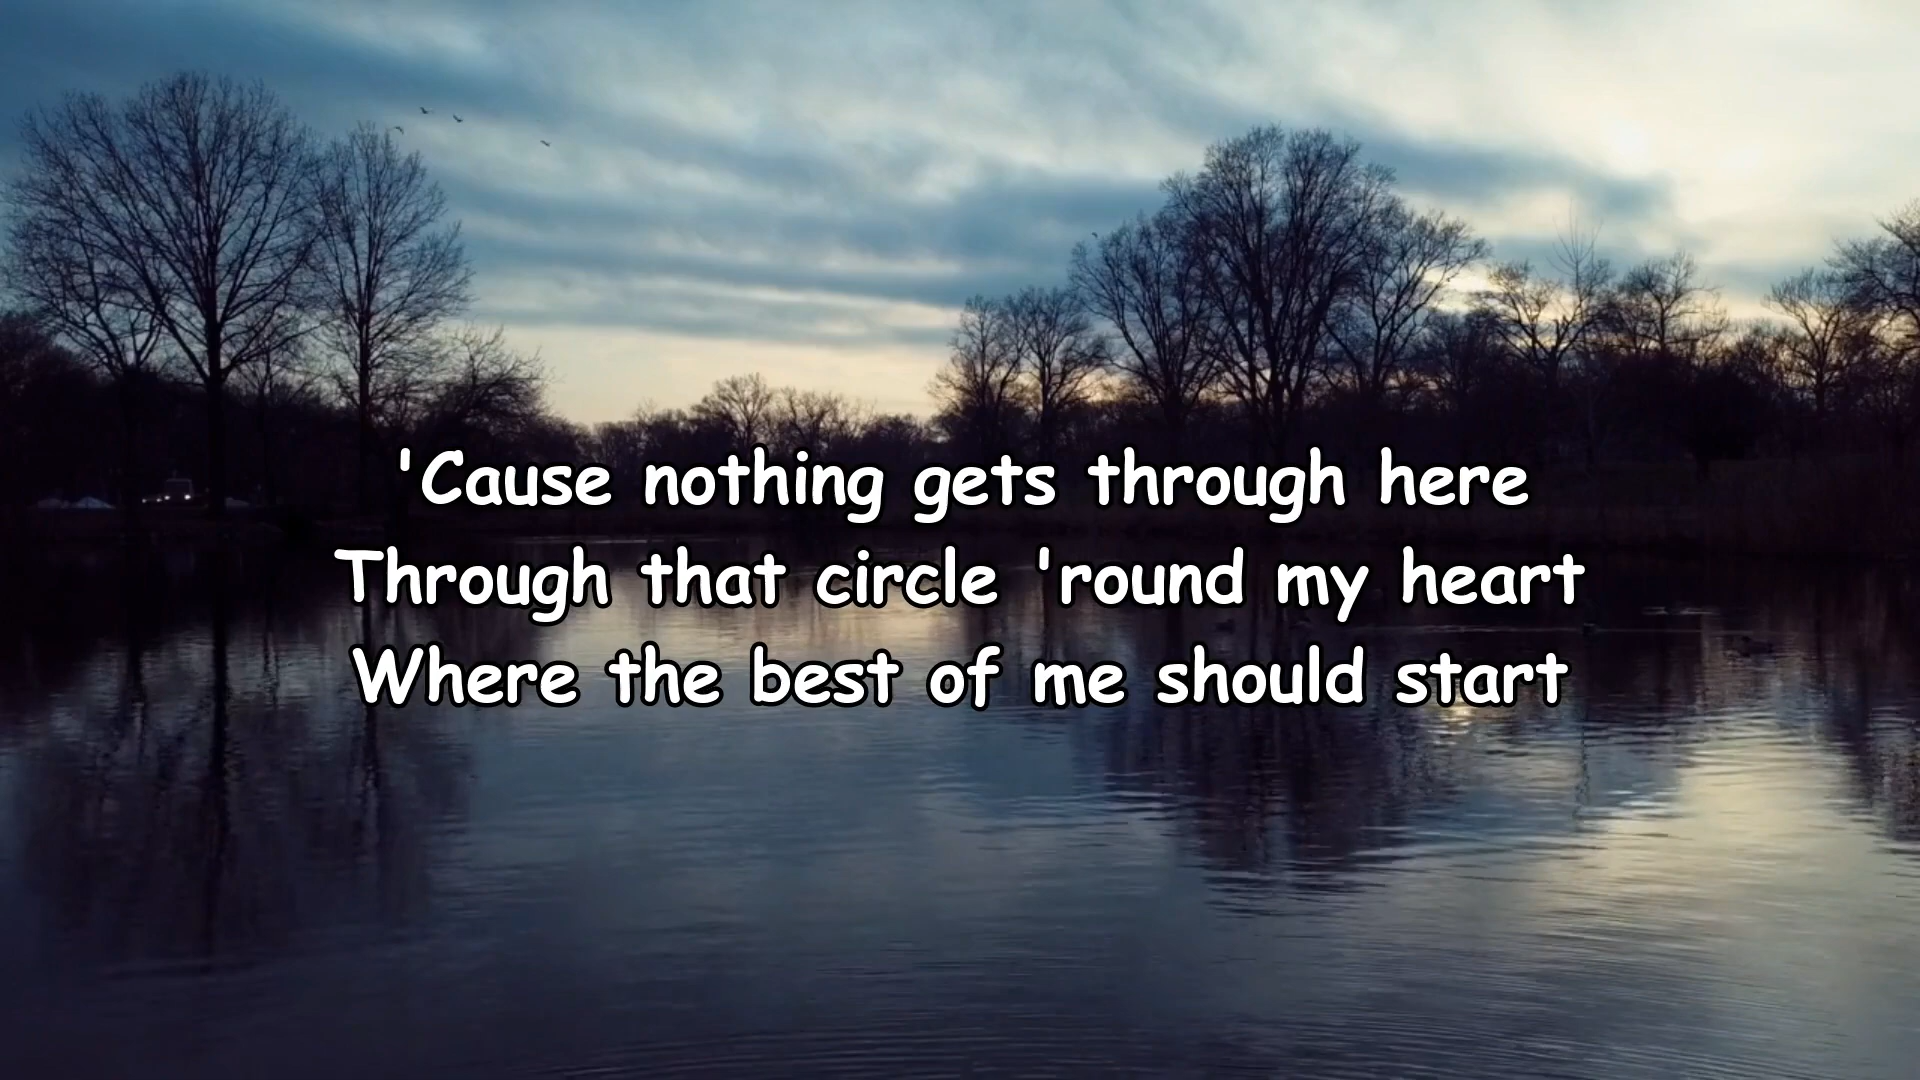 'Cause nothing gets through here
Through that circle 'round my heart
Where the best of me should start